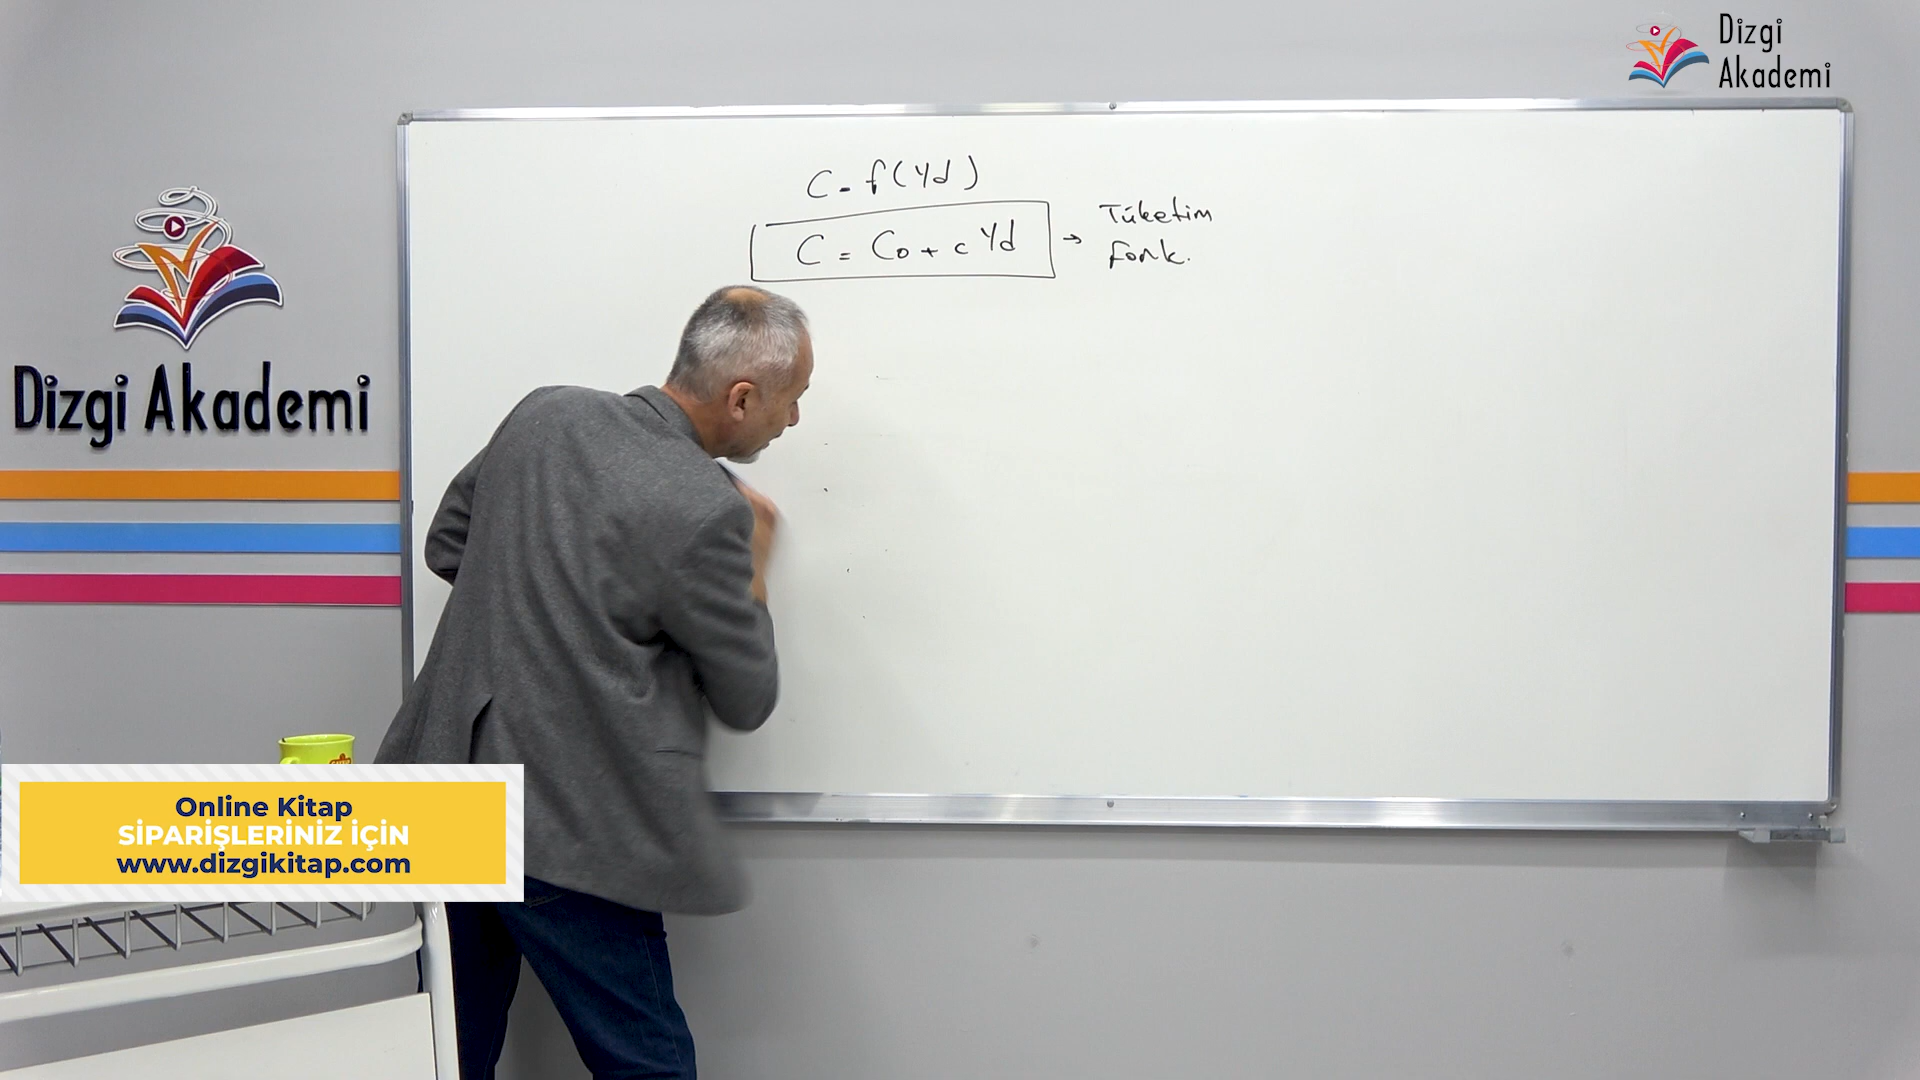 Dizgi
Akademi
C = f(Yd)
C = Co + c Yd → Tüketim
fonk.
Dizgi Akademi
Online Kitap
SİPARİŞLERİNİZ İÇİN
www.dizgikitap.com